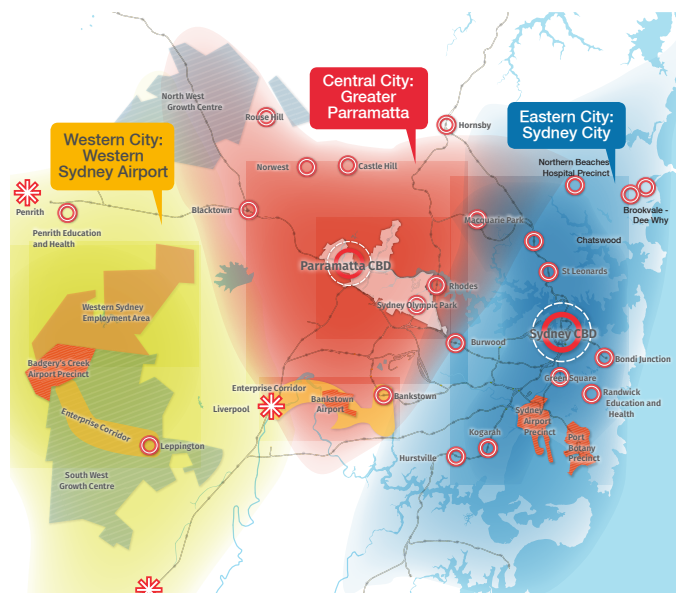 North West
Growth Centre
Rouse Hill
Central City:
Greater
Parramatta
Hornsby
Eastern City:
Sydney City
Western City:
Western
Sydney Airport
Norwest
Castle Hill
Northern Beaches
Hospital Precinct
Penrith
Penrith Education
and Health
Blacktown
Macquarie Park
Brookvale -
Dee Why
Chatswood
Parramatta CBD
St Leonards
Rhodes
Sydney Olympic Park
Western Sydney
Employment Area
Sydney CBD
Burwood
Badgery's Creek
Airport Precinct
Bondi Junction
Green Square
Enterprise Corridor
Liverpool
Bankstown
Airport
Bankstown
Randwick
Education and
Health
Enterprise Corridor
Leppington
Sydney
Airport
Precinct
Kogarah
Port
Botany
Precinct
Hurstville
South West
Growth Centre